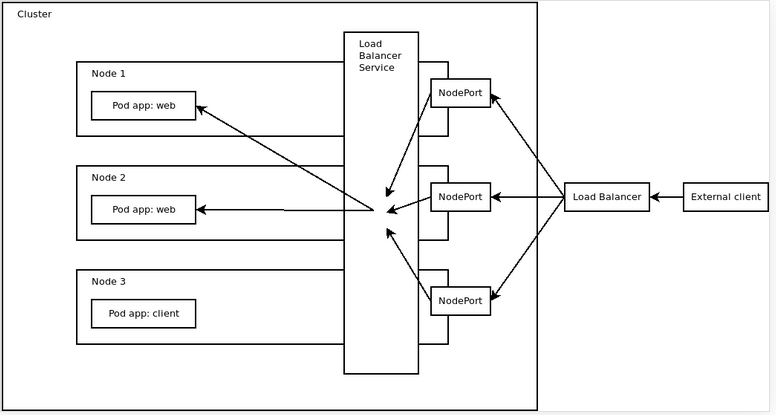 Cluster
Load
Balancer
Service
Node 1
Pod app: web
NodePort
Node 2
Pod app: web
NodePort
Load Balancer
External client
Node 3
Pod app: client
NodePort